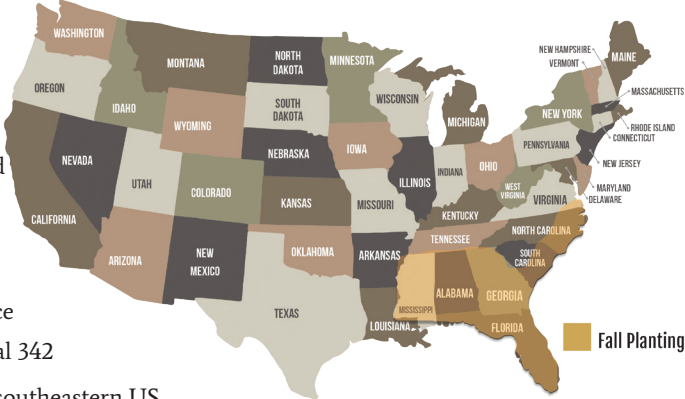 WASHINGTON
OREGON
CALIFORNIA
NEVADA
IDAHO
MONTANA
WYOMING
UTAH
COLORADO
ARIZONA
NEW
MEXICO
NORTH
DAKOTA
SOUTH
DAKOTA
NEBRASKA
KANSAS
OKLAHOMA
TEXAS
MINNESOTA
IOWA
MISSOURI
ARKANSAS
LOUISIANA
WISCONSIN
ILLINOIS
MICHIGAN
INDIANA
OHIO
KENTUCKY
TENNESSEE
MISSISSIPPI
ALABAMA
GEORGIA
FLORIDA
SOUTH
CAROLINA
NORTH CAROLINA
VIRGINIA
WEST
VIRGINIA
PENNSYLVANIA
NEW YORK
VERMONT
NEW HAMPSHIRE
MAINE
MASSACHUSETTS
RHODE ISLAND
CONNECTICUT
NEW JERSEY
MARYLAND
DELAWARE
Fall Planting
al 342
southeastern US